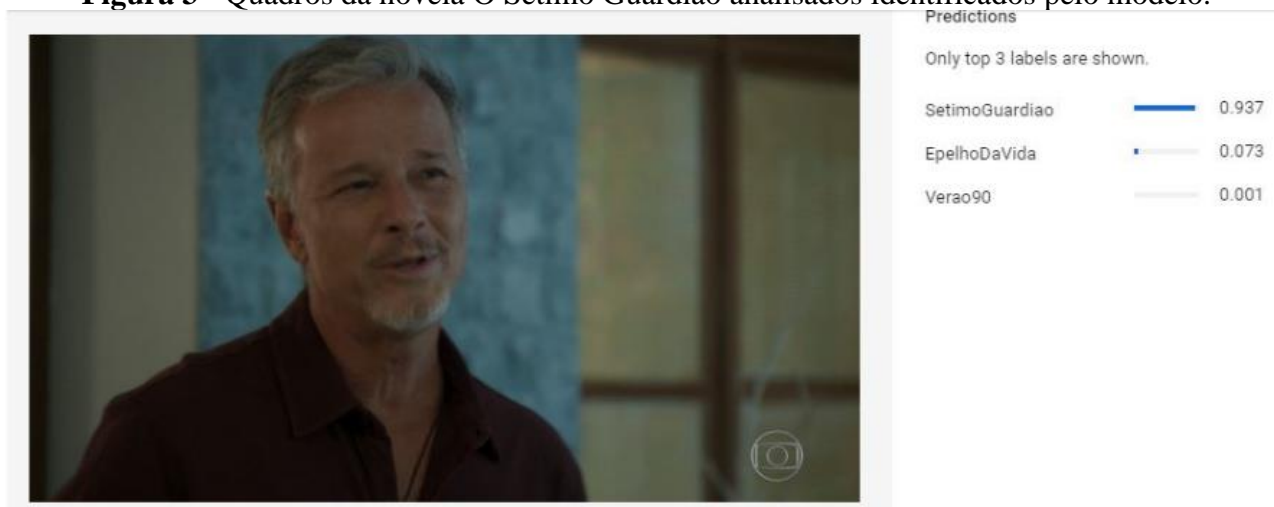 Figura 3 - Quadros da novela O Sétimo Guardião analisados identificados pelo modelo.
Predictions
Only top 3 labels are shown.
SetimoGuardiao 0.937
EpelhoDaVida 0.073
Verao90 0.001